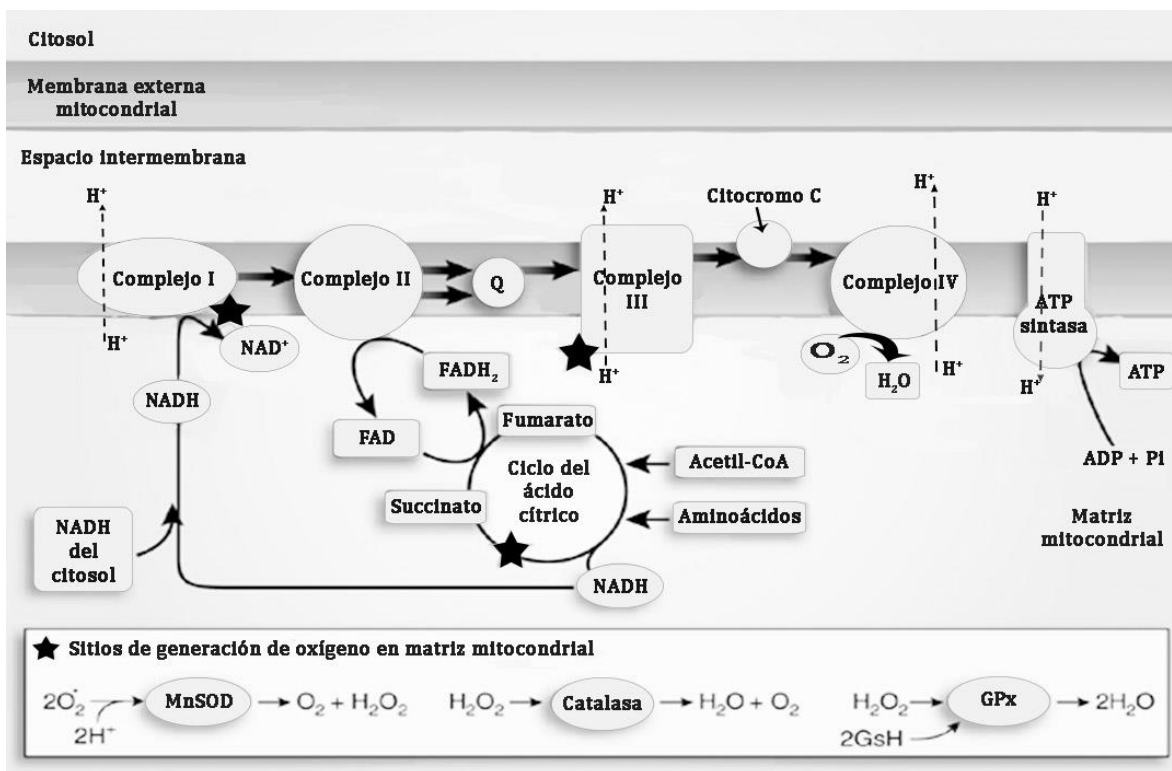 Citosol
Membrana externa
mitocondrial
Espacio intermembrana
H⁺
H⁺
H⁺
H⁺
Citocromo C
Complejo I
Complejo II
Q
Complejo
III
Complejo IV
ATP
sintasa
H⁺
NAD⁺
H⁺
O₂
H₂O
H⁺
H⁺
ATP
NADH
FADH₂
FAD
Fumarato
ADP + Pi
Ciclo del
ácido
cítrico
Acetil-CoA
Succinato
Aminoácidos
Matriz
mitocondrial
NADH
del
citosol
NADH
Sitios de generación de oxígeno en matriz mitocondrial
2O₂˙ MnSOD O₂ + H₂O₂
2H⁺
H₂O₂ Catalasa H₂O + O₂
H₂O₂ GPx 2H₂O
2GsH